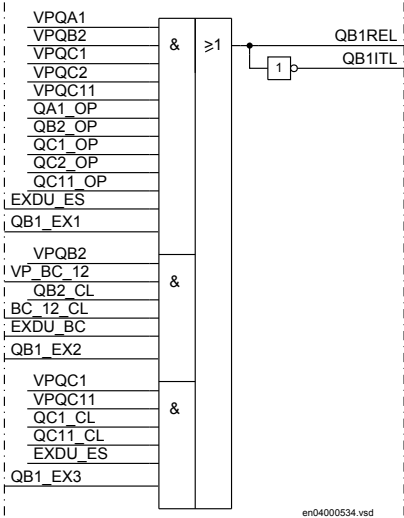 VPQA1
VPQB2
VPQC1
VPQC2
VPQC11
QA1_OP
QB2_OP
QC1_OP
QC2_OP
QC11_OP
EXDU_ES
QB1_EX1
&
≥1
QB1REL
QB1ITL
1
VPQB2
VP_BC_12
QB2_CL
BC_12_CL
EXDU_BC
QB1_EX2
&
VPQC1
VPQC11
QC1_CL
QC11_CL
EXDU_ES
QB1_EX3
&
en04000534.vsd